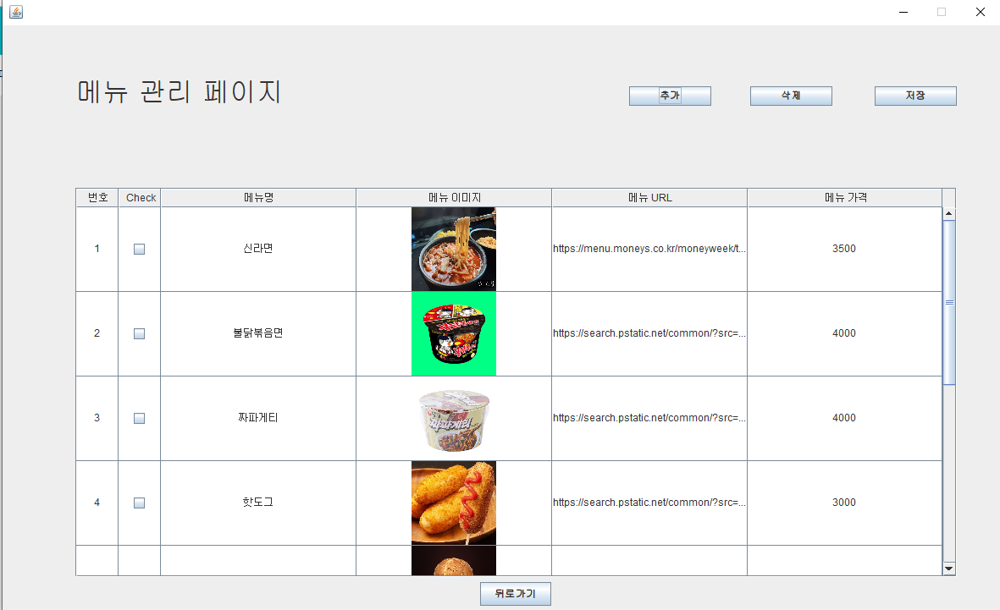 메뉴 관리 페이지
추가 삭제 저장
번호 Check 메뉴명 메뉴 이미지 메뉴 URL 메뉴 가격
1 신라면 https://menu.moneys.co.kr/moneyweek/t... 3500
2 불닭볶음면 https://search.pstatic.net/common/?src=... 4000
3 짜파게티 https://search.pstatic.net/common/?src=... 4000
짜파게티
4 핫도그 https://search.pstatic.net/common/?src=... 3000
뒤로가기